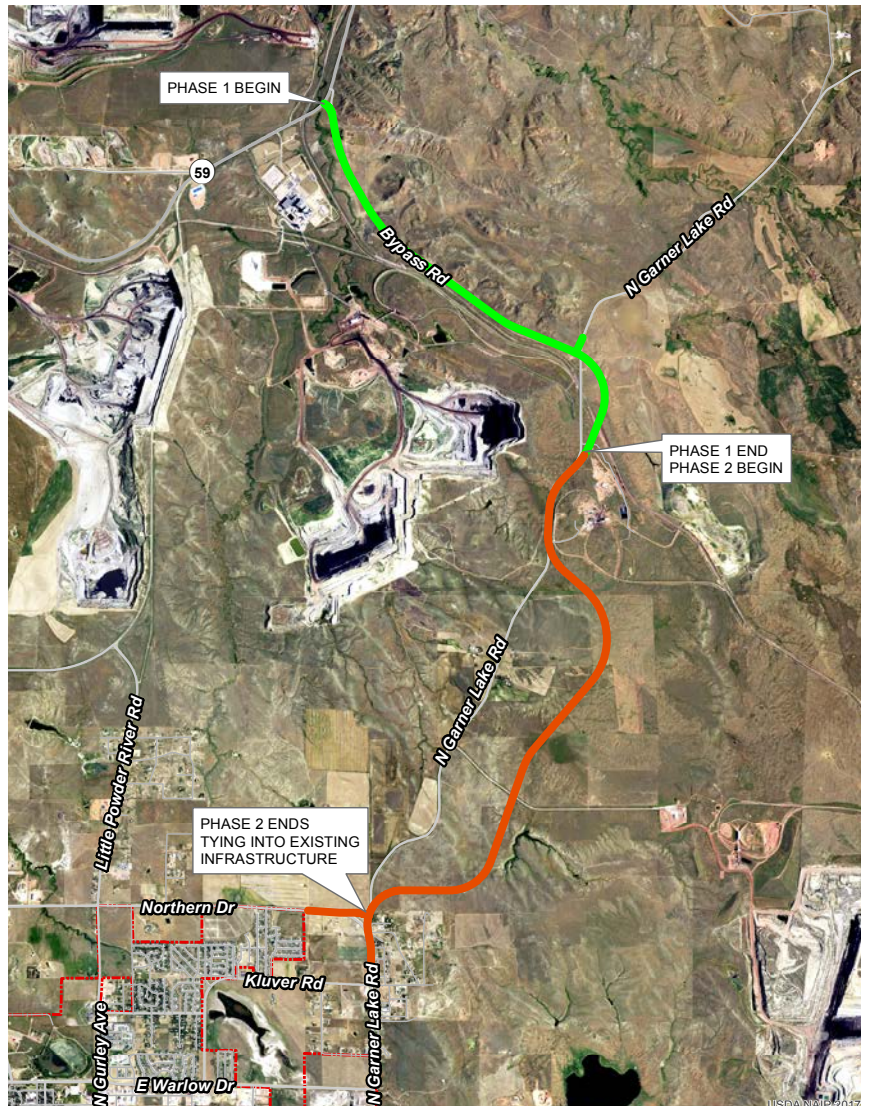 PHASE 1 BEGIN
59
Bypass Rd
N Garner Lake Rd
PHASE 1 END
PHASE 2 BEGIN
N Garner Lake Rd
Little Powder River Rd
PHASE 2 ENDS
TYING INTO EXISTING
INFRASTRUCTURE
Northern Dr
Kluver Rd
N Garner Lake Rd
N Gurley Ave
E Warlow Dr
USDA NAIP 2017